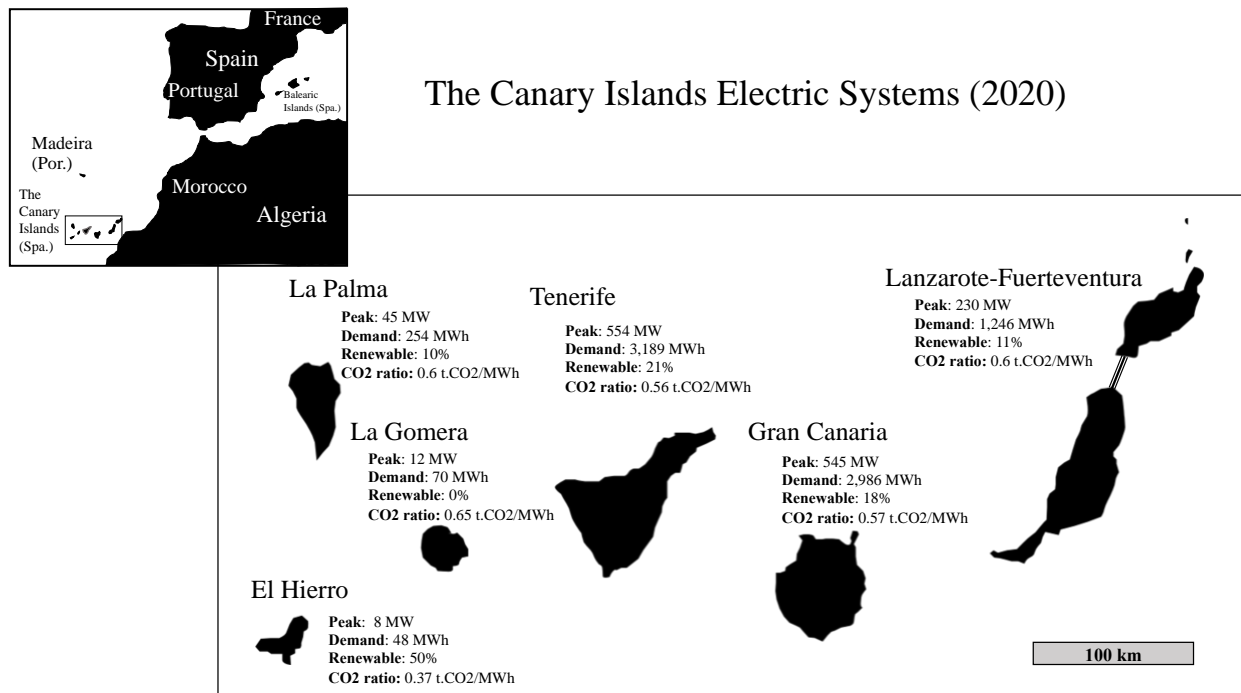 France
Spain
Portugal
Balearic
Islands (Spa.)
Madeira
(Por.)
Morocco
The
Canary
Islands
(Spa.)
Algeria
The Canary Islands Electric Systems (2020)
La Palma
Peak: 45 MW
Demand: 254 MWh
Renewable: 10%
CO2 ratio: 0.6 t.CO2/MWh
Tenerife
Peak: 554 MW
Demand: 3,189 MWh
Renewable: 21%
CO2 ratio: 0.56 t.CO2/MWh
Lanzarote-Fuerteventura
Peak: 230 MW
Demand: 1,246 MWh
Renewable: 11%
CO2 ratio: 0.6 t.CO2/MWh
La Gomera
Peak: 12 MW
Demand: 70 MWh
Renewable: 0%
CO2 ratio: 0.65 t.CO2/MWh
Gran Canaria
Peak: 545 MW
Demand: 2,986 MWh
Renewable: 18%
CO2 ratio: 0.57 t.CO2/MWh
El Hierro
Peak: 8 MW
Demand: 48 MWh
Renewable: 50%
CO2 ratio: 0.37 t.CO2/MWh
100 km